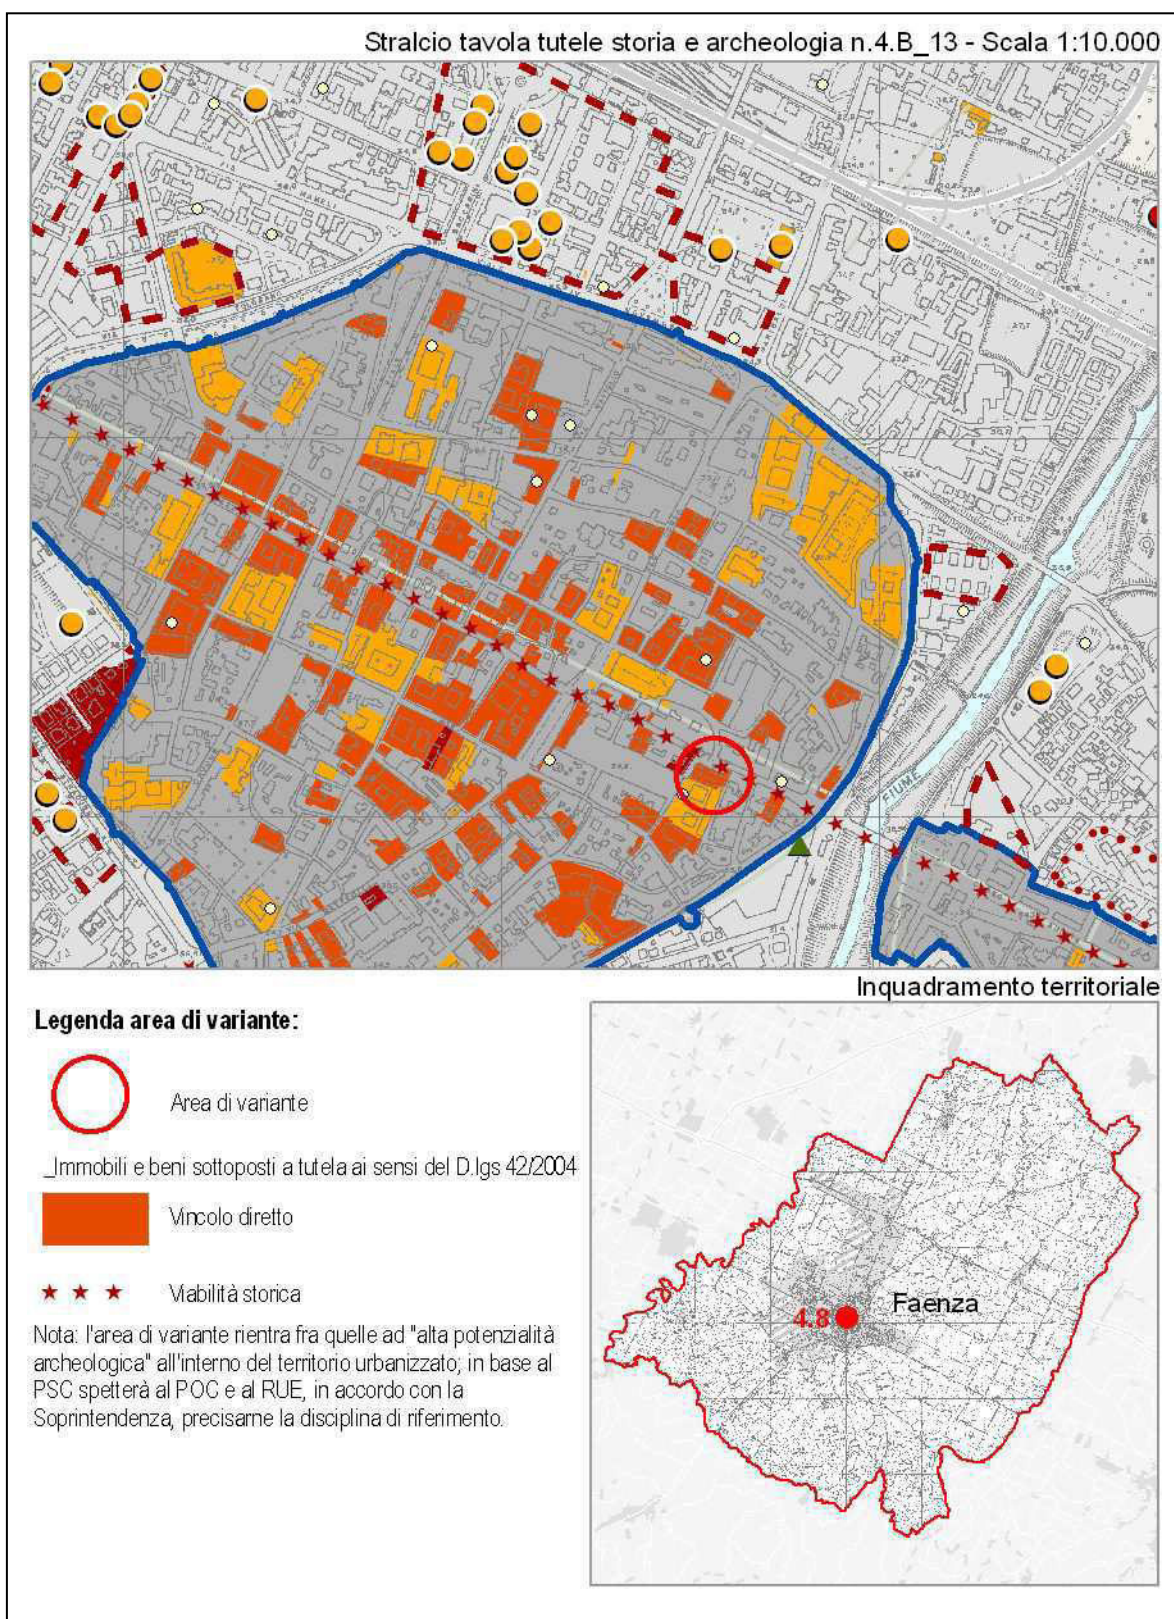 Stralcio tavola tutele storia e archeologia n.4.B_13 - Scala 1:10.000
MAMELI
FIUME
Inquadramento territoriale
Legenda area di variante:
Area di variante
_Immobili e beni sottoposti a tutela ai sensi del D.lgs 42/2004
Vincolo diretto
Viabilità storica
Nota: l'area di variante rientra fra quelle ad "alta potenzialità
archeologica" all'interno del territorio urbanizzato; in base al
PSC spetterà al POC e al RUE, in accordo con la
Soprintendenza, precisarne la disciplina di riferimento.
Faenza
4.8